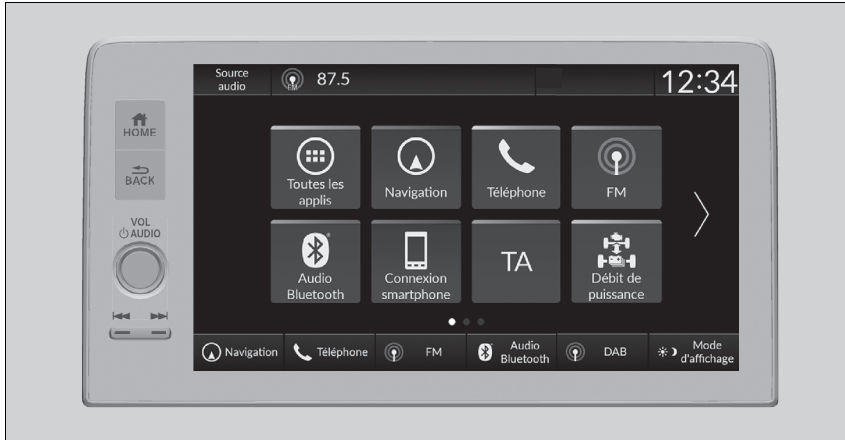 Source
audio
FM
87.5
12:34
HOME
BACK
VOL
AUDIO
Toutes les
applis
Navigation
Téléphone
FM
Audio
Bluetooth
Connexion
smartphone
TA
Débit de
puissance
Navigation
Téléphone
FM
Audio
Bluetooth
DAB
Mode
d'affichage